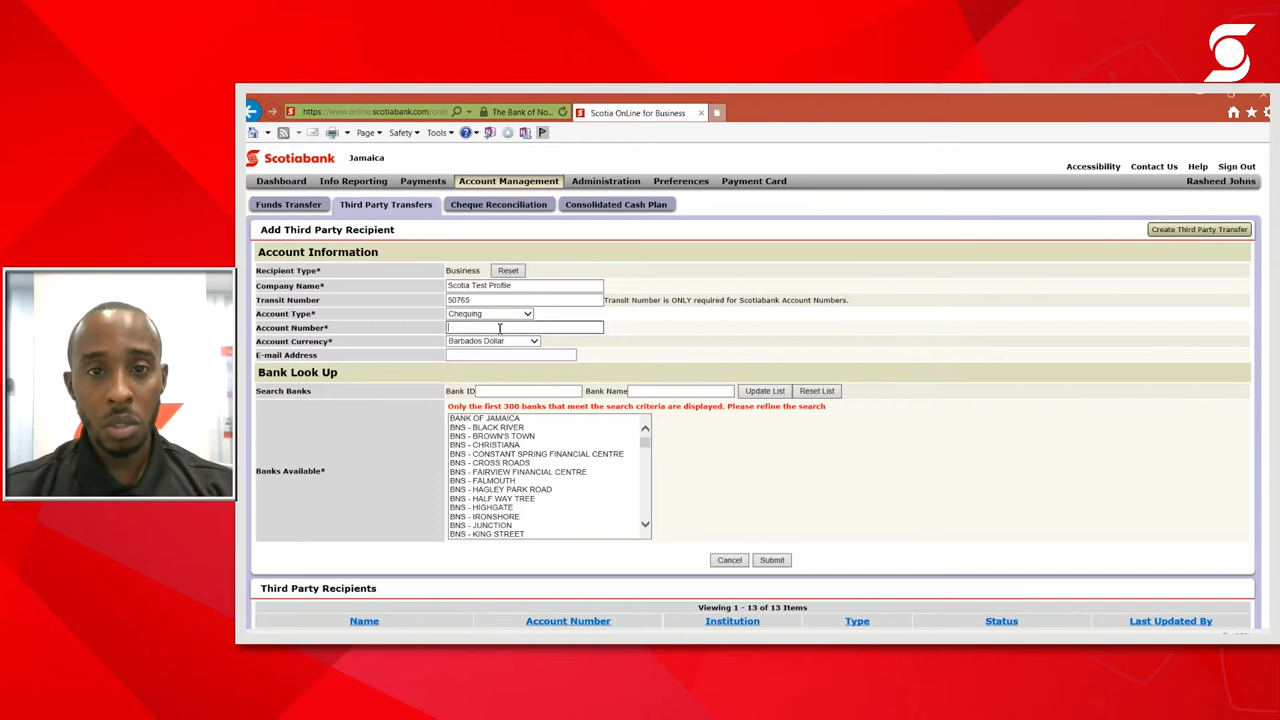 https://www.online.scotiabank.com/onli
The Bank of No...
Scotia OnLine for Business
Page
Safety
Tools
Scotiabank Jamaica
Accessibility Contact Us Help Sign Out
Dashboard Info Reporting Payments Account Management Administration Preferences Payment Card Rasheed Johns
Funds Transfer Third Party Transfers Cheque Reconciliation Consolidated Cash Plan
Add Third Party Recipient Create Third Party Transfer
Account Information
Recipient Type* Business Reset
Company Name* Scotia Test Profile
Transit Number 50765 Transit Number is ONLY required for Scotiabank Account Numbers.
Account Type* Chequing
Account Number*
Account Currency* Barbados Dollar
E-mail Address
Bank Look Up
Search Banks Bank ID Bank Name Update List Reset List
Only the first 300 banks that meet the search criteria are displayed. Please refine the search
Banks Available*
BANK OF JAMAICA
BNS - BLACK RIVER
BNS - BROWN'S TOWN
BNS - CHRISTIANA
BNS - CONSTANT SPRING FINANCIAL CENTRE
BNS - CROSS ROADS
BNS - FAIRVIEW FINANCIAL CENTRE
BNS - FALMOUTH
BNS - HAGLEY PARK ROAD
BNS - HALF WAY TREE
BNS - HIGHGATE
BNS - IRONSHORE
BNS - JUNCTION
BNS - KING STREET
Cancel Submit
Third Party Recipients
Viewing 1 - 13 of 13 Items
Name Account Number Institution Type Status Last Updated By